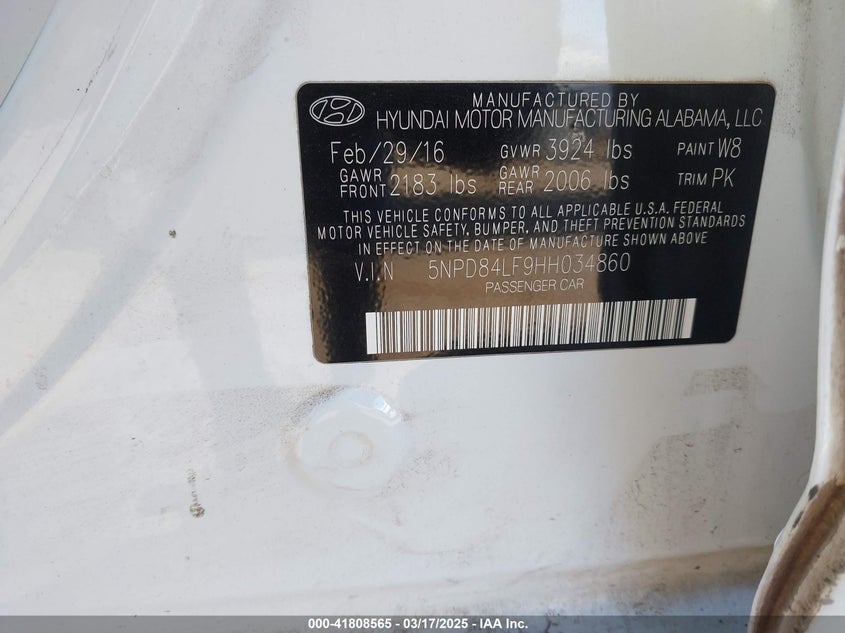 MANUFACTURED BY
HYUNDAI MOTOR MANUFACTURING ALABAMA, LLC
Feb/29/16 GVWR 3924 lbs PAINT W8
GAWR FRONT 2183 lbs GAWR REAR 2006 lbs TRIM PK
THIS VEHICLE CONFORMS TO ALL APPLICABLE U.S.A. FEDERAL
MOTOR VEHICLE SAFETY, BUMPER, AND THEFT PREVENTION STANDARDS
IN EFFECT ON THE DATE OF MANUFACTURE SHOWN ABOVE
V.I.N 5NPD84LF9HH034860
PASSENGER CAR
000-41808565 - 03/17/2025 - IAA Inc.